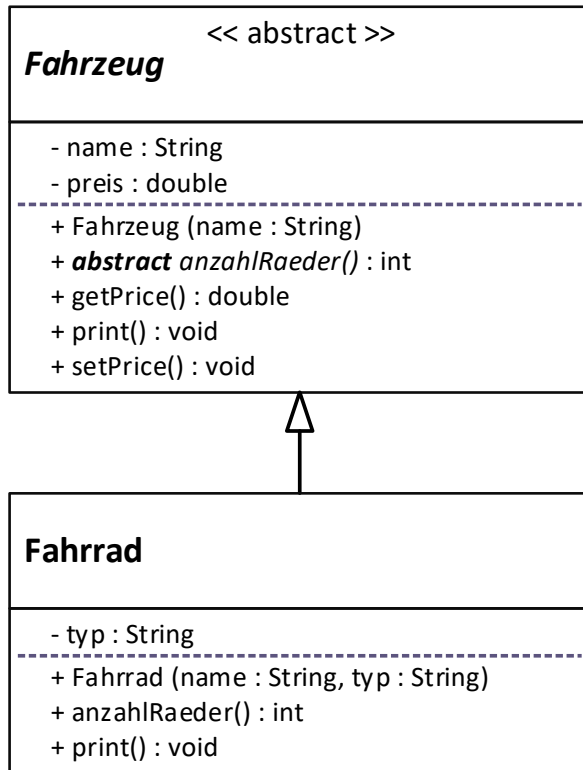 << abstract >>
Fahrzeug
- name : String
- preis : double
+ Fahrzeug (name : String)
+ abstract anzahlRaeder() : int
+ getPrice() : double
+ print() : void
+ setPrice() : void
Fahrrad
- typ : String
+ Fahrrad (name : String, typ : String)
+ anzahlRaeder() : int
+ print() : void